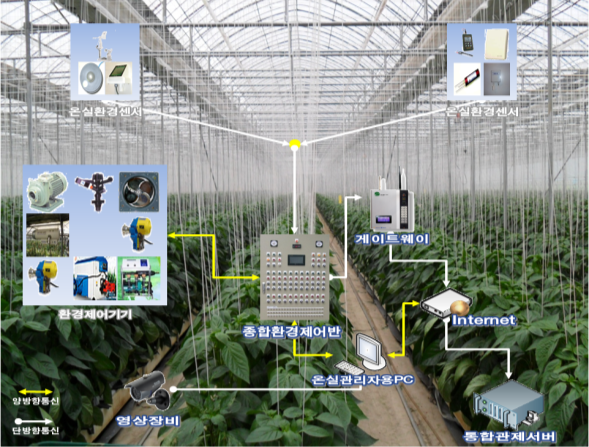 온실환경센서
온실환경센서
게이트웨이
환경제어기기
종합환경제어반
Internet
온실관리자용PC
영상장비
통합관제서버
양방향통신
단방향통신